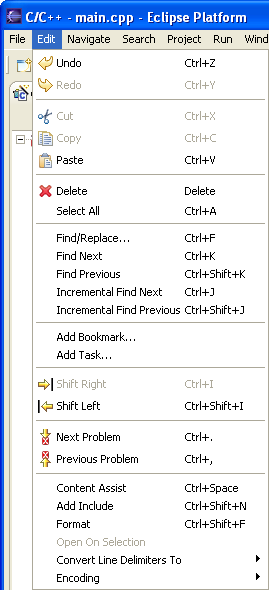 C/C++ - main.cpp - Eclipse Platform
File Edit Navigate Search Project Run Wind
Undo Ctrl+Z
Redo Ctrl+Y
Cut Ctrl+X
Copy Ctrl+C
Paste Ctrl+V
Delete Delete
Select All Ctrl+A
Find/Replace... Ctrl+F
Find Next Ctrl+K
Find Previous Ctrl+Shift+K
Incremental Find Next Ctrl+J
Incremental Find Previous Ctrl+Shift+J
Add Bookmark...
Add Task...
Shift Right Ctrl+I
Shift Left Ctrl+Shift+I
Next Problem Ctrl+.
Previous Problem Ctrl+,
Content Assist Ctrl+Space
Add Include Ctrl+Shift+N
Format Ctrl+Shift+F
Open On Selection
Convert Line Delimiters To
Encoding